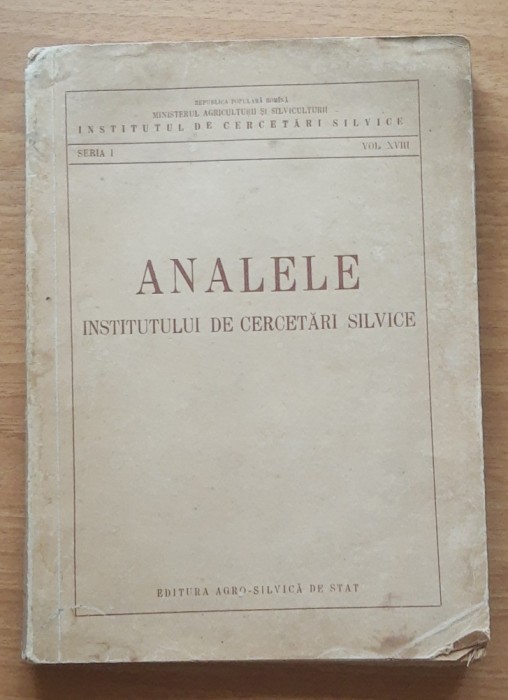 REPUBLICA POPULARĂ ROMÎNĂ
MINISTERUL AGRICULTURII ȘI SILVICULTURII
INSTITUTUL DE CERCETĂRI SILVICE
SERIA I VOL. XVIII
ANALELE
INSTITUTULUI DE CERCETĂRI SILVICE
EDITURA AGRO-SILVICĂ DE STAT